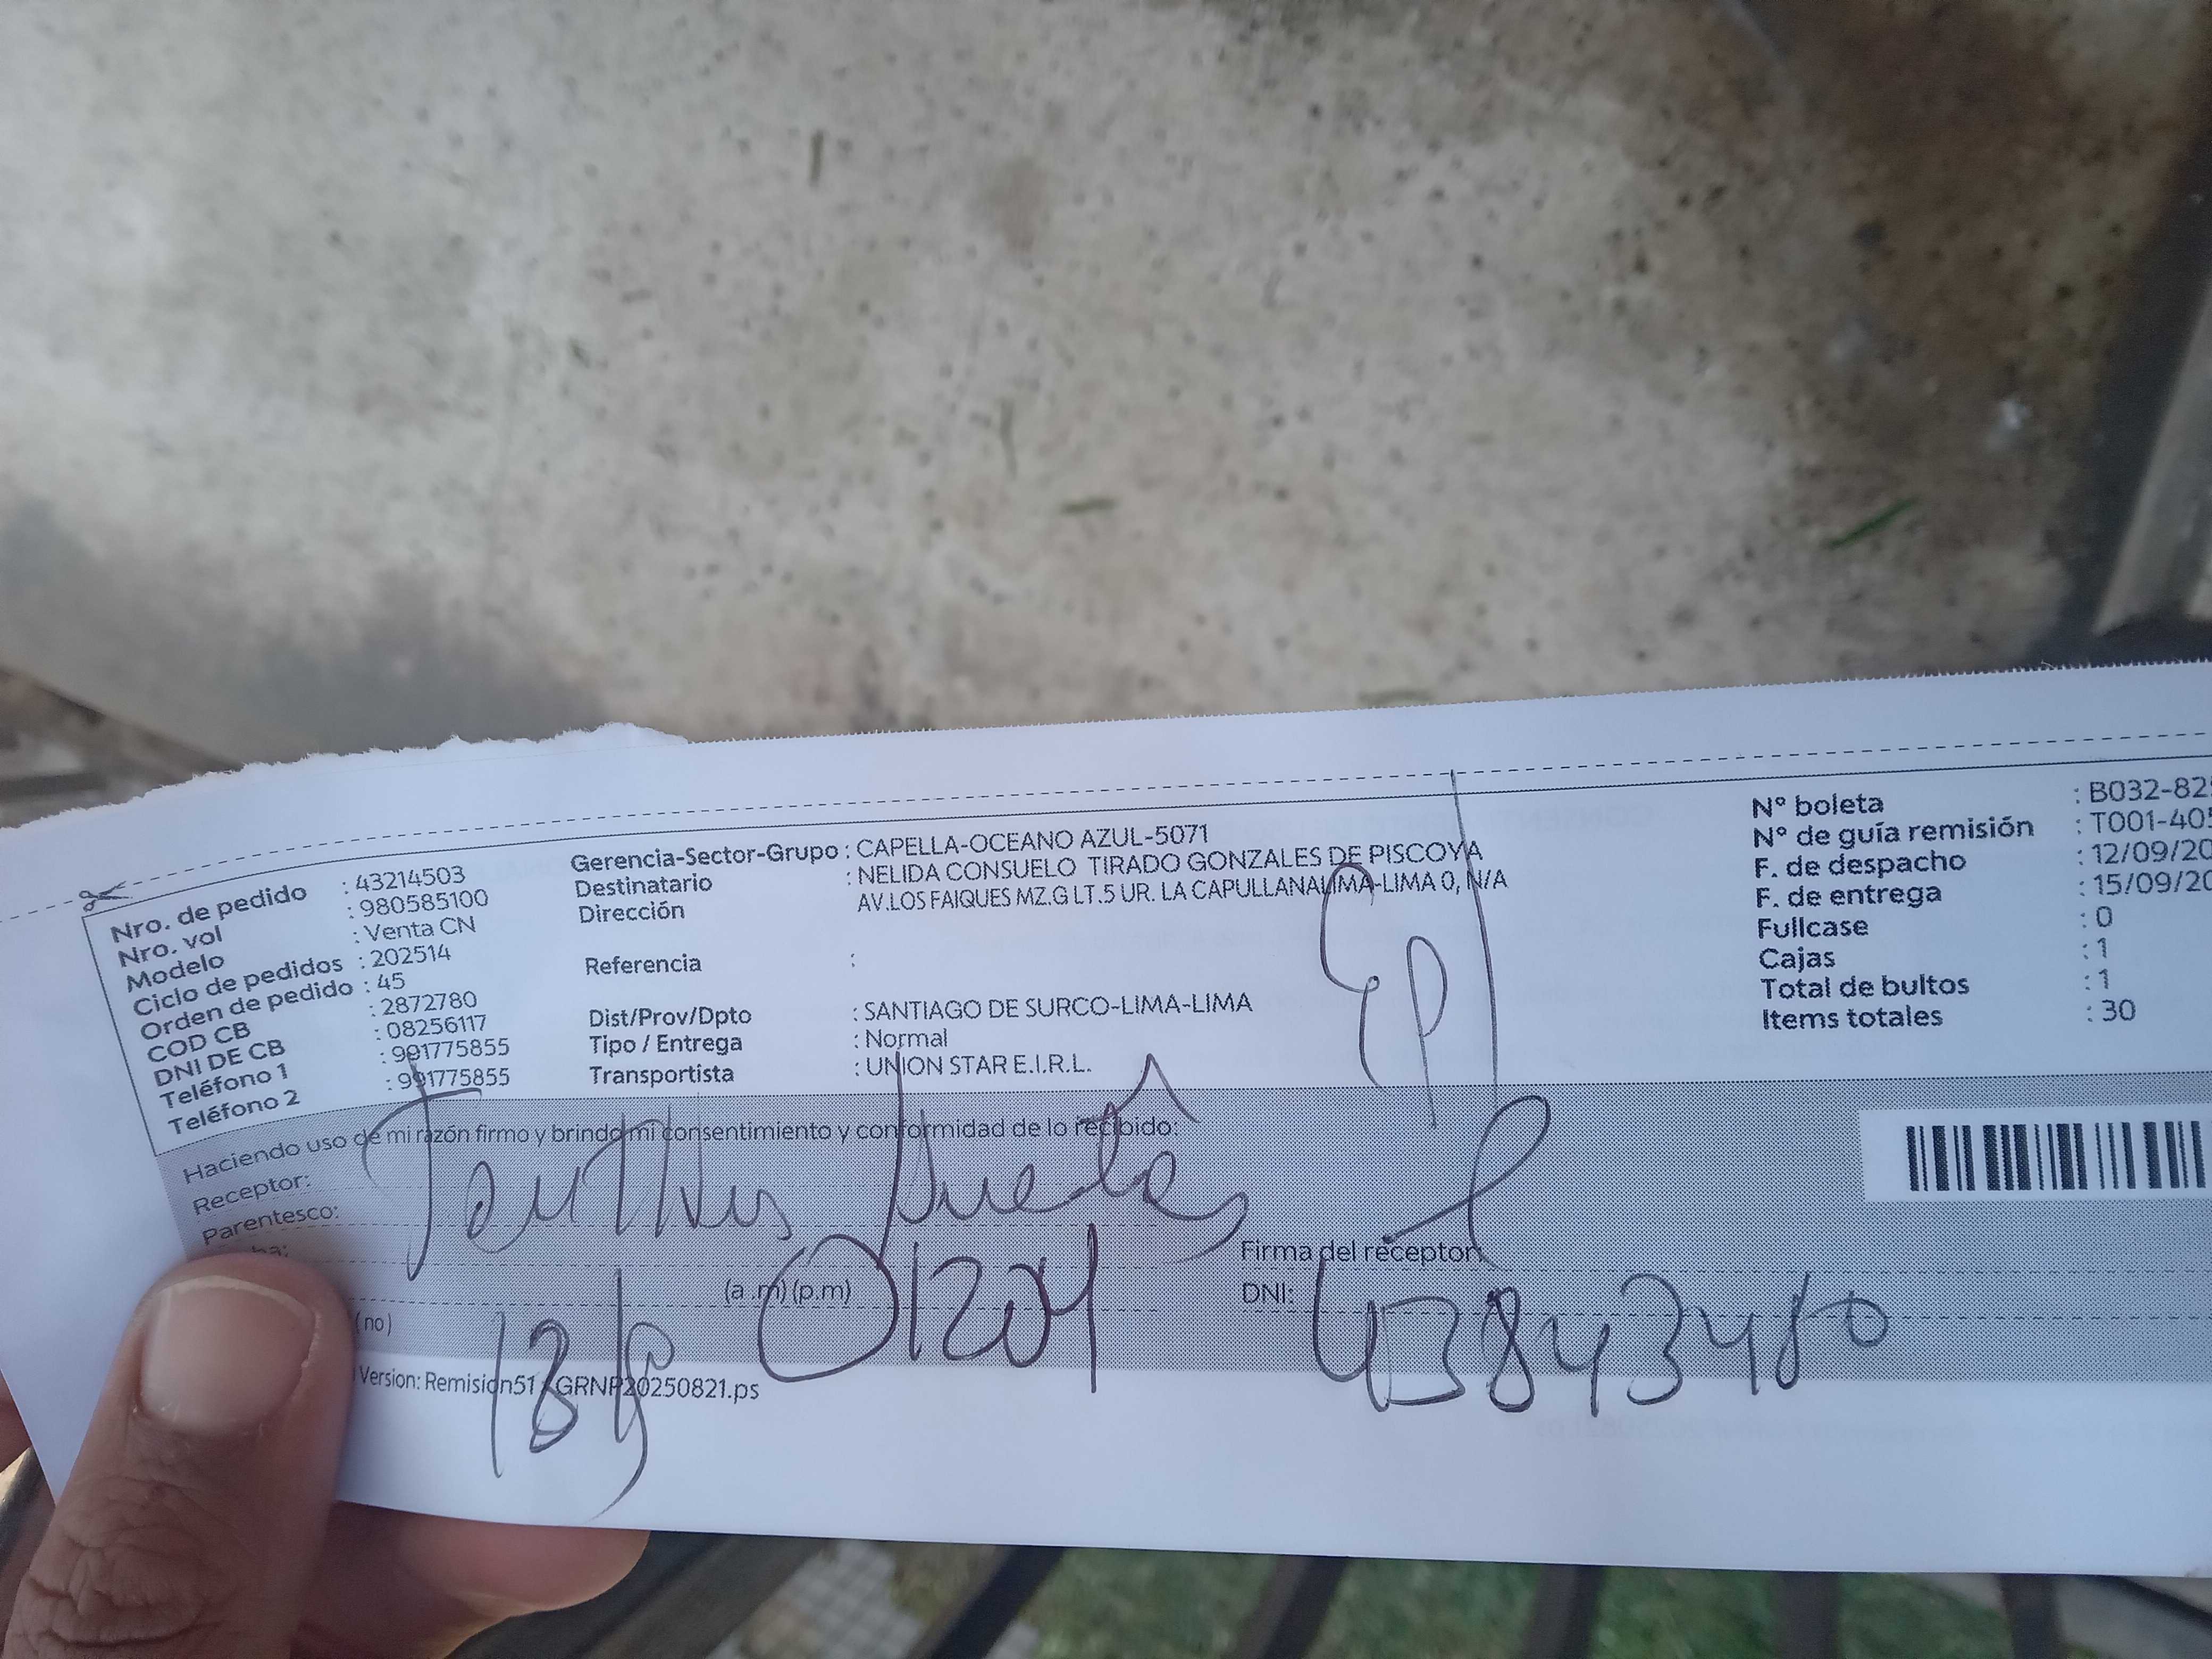 Nro. de pedido : 43214503
Nro. vol : 980585100
Modelo : Venta CN
Ciclo de pedidos : 202514
Orden de pedido : 45
COD CB : 2872780
DNI DE CB : 08256117
Teléfono 1 : 991775855
Teléfono 2 : 991775855
Gerencia-Sector-Grupo : CAPELLA-OCEANO AZUL-5071
Destinatario : NELIDA CONSUELO TIRADO GONZALES DE PISCOYA
Dirección AV.LOS FAIQUES MZ.G LT.5 UR. LA CAPULLANALIMA-LIMA 0, N/A
Referencia :
Dist/Prov/Dpto : SANTIAGO DE SURCO-LIMA-LIMA
Tipo / Entrega : Normal
Transportista : UNION STAR E.I.R.L.
N° boleta : B032-82
N° de guía remisión : T001-405
F. de despacho : 12/09/20
F. de entrega : 15/09/20
Fullcase : 0
Cajas : 1
Total de bultos : 1
Items totales : 30
Haciendo uso de mi razón firmo y brindo mi consentimiento y conformidad de lo recibido:
Receptor:
Parentesco:
(a .m) (p.m) 01204
Firma del receptor:
DNI: 43843480
(no)
Version: Remision51 GRNP20250821.ps